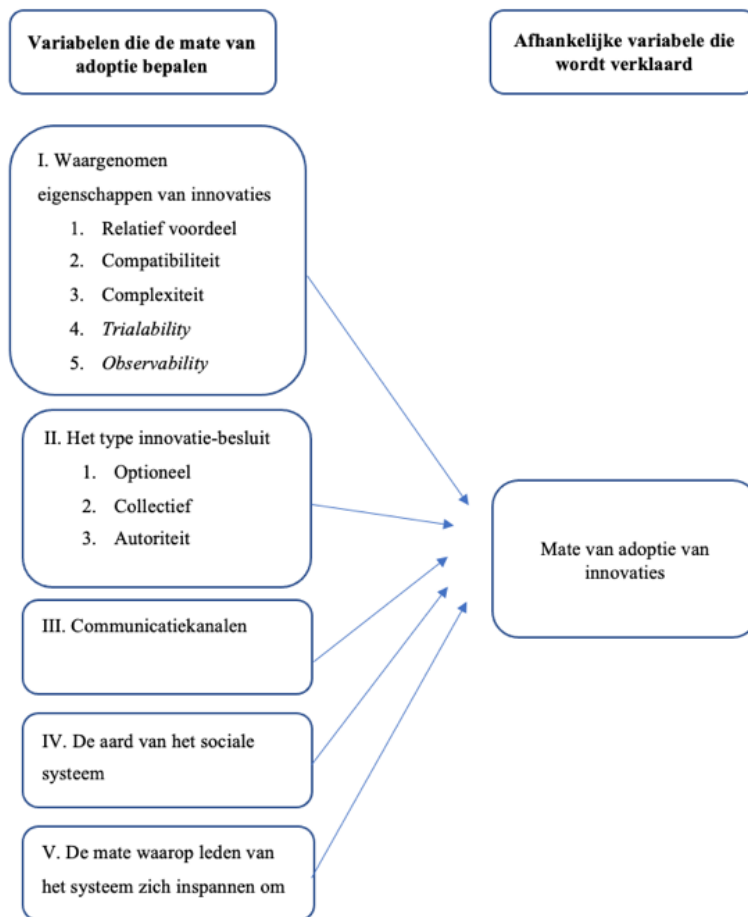 Variabelen die de mate van
adoptie bepalen
Afhankelijke variabele die
wordt verklaard
I. Waargenomen
eigenschappen van innovaties
1. Relatief voordeel
2. Compatibiliteit
3. Complexiteit
4. Trialability
5. Observability
II. Het type innovatie-besluit
1. Optioneel
2. Collectief
3. Autoriteit
III. Communicatiekanalen
IV. De aard van het sociale
systeem
V. De mate waarop leden van
het systeem zich inspannen om
Mate van adoptie van
innovaties